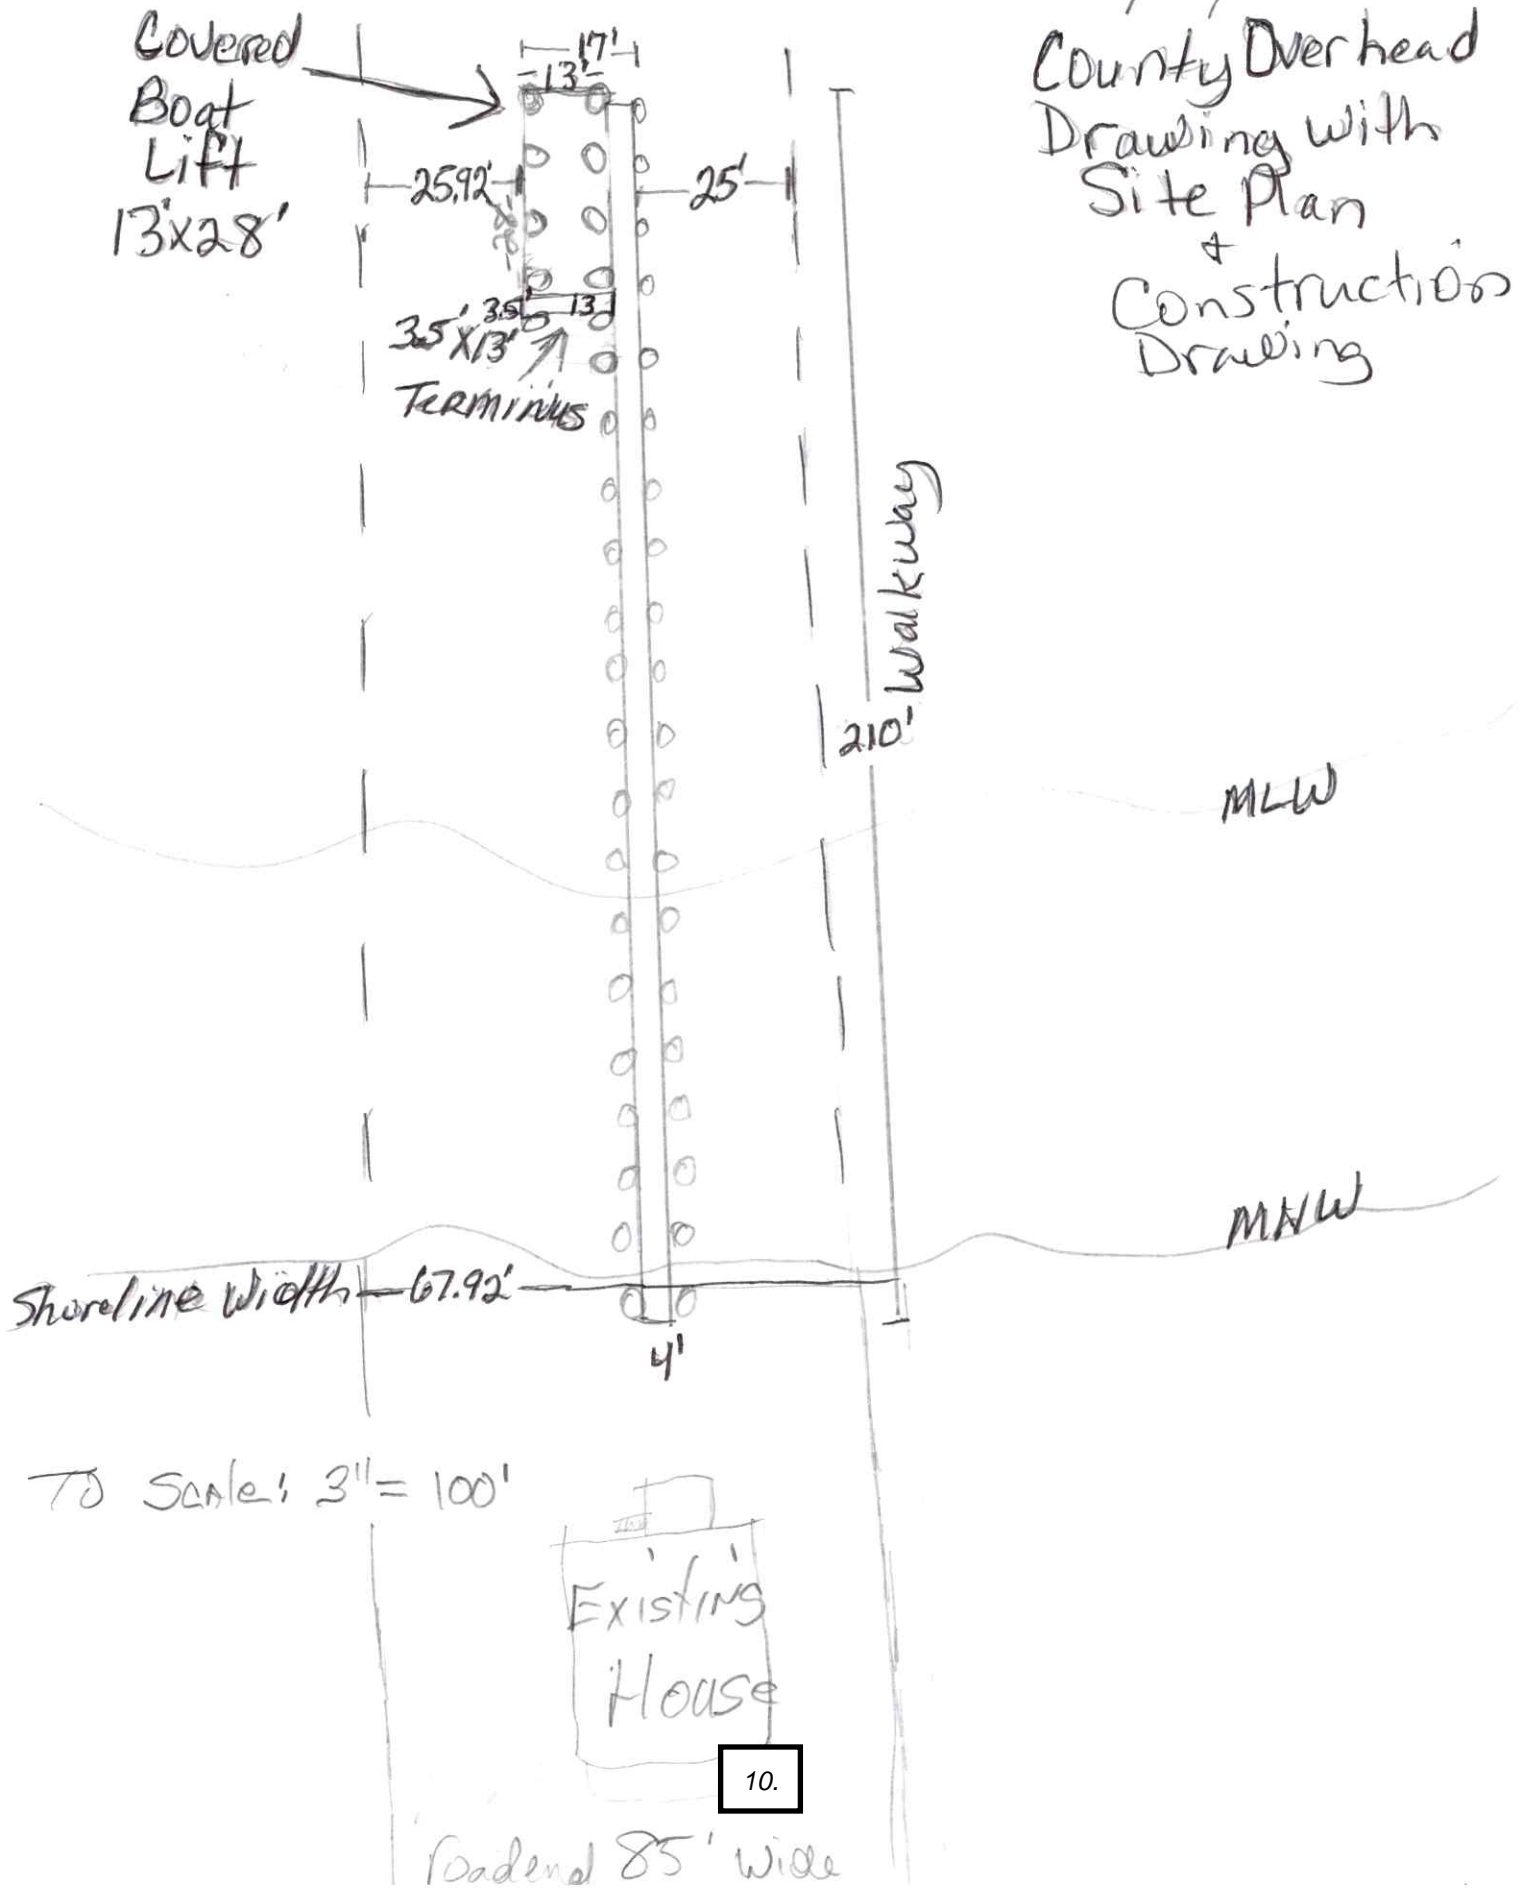 Covered
Boat
Lift
13'x28'
17'
13'
County Overhead
Drawing with
Site Plan
+
Construction
Drawing
25.92'
28'
25'
3.5'
13'
3.5'x13'
Terminus
Walkway
210'
MLW
MHW
Shoreline Width 67.92'
4'
To Scale: 3"= 100'
Existing
House
10.
roadend 85' wide